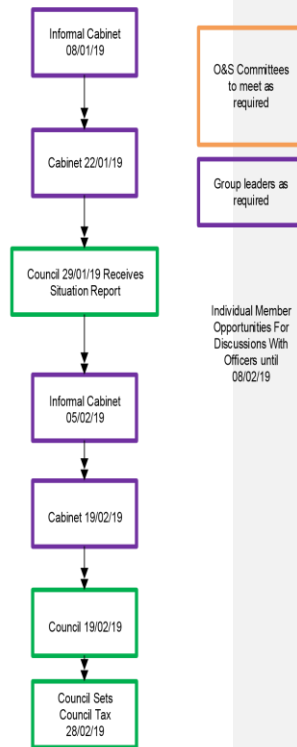 Informal Cabinet
08/01/19
O&S Committees
to meet as
required
Cabinet 22/01/19
Group leaders as
required
Council 29/01/19 Receives
Situation Report
Individual Member
Opportunities For
Discussions With
Officers until
08/02/19
Informal Cabinet
05/02/19
Cabinet 19/02/19
Council 19/02/19
Council Sets
Council Tax
28/02/19